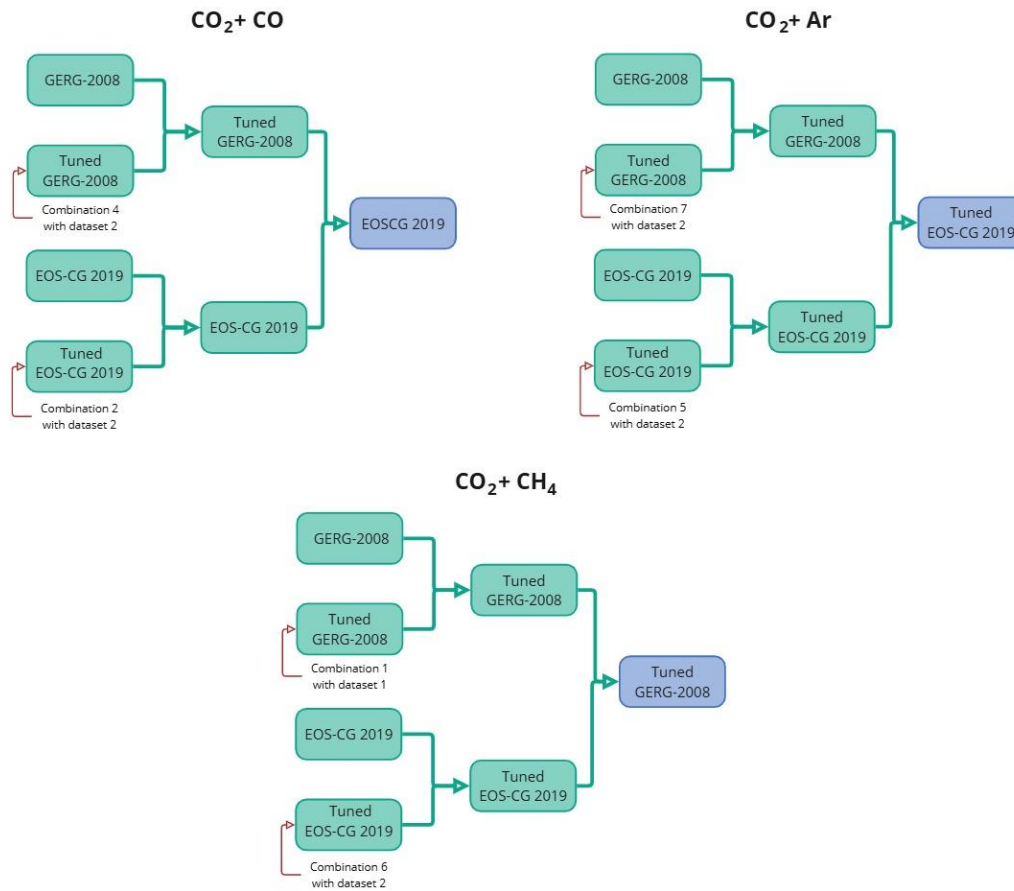 CO₂+ CO
GERG-2008
Tuned
GERG-2008
Combination 4
with dataset 2
EOS-CG 2019
Tuned
EOS-CG 2019
Combination 2
with dataset 2
Tuned
GERG-2008
EOS-CG 2019
EOSCG 2019
CO₂+ Ar
GERG-2008
Tuned
GERG-2008
Combination 7
with dataset 2
EOS-CG 2019
Tuned
EOS-CG 2019
Combination 5
with dataset 2
Tuned
GERG-2008
Tuned
EOS-CG 2019
Tuned
EOS-CG 2019
CO₂+ CH₄
GERG-2008
Tuned
GERG-2008
Combination 1
with dataset 1
EOS-CG 2019
Tuned
EOS-CG 2019
Combination 6
with dataset 2
Tuned
GERG-2008
Tuned
EOS-CG 2019
Tuned
GERG-2008